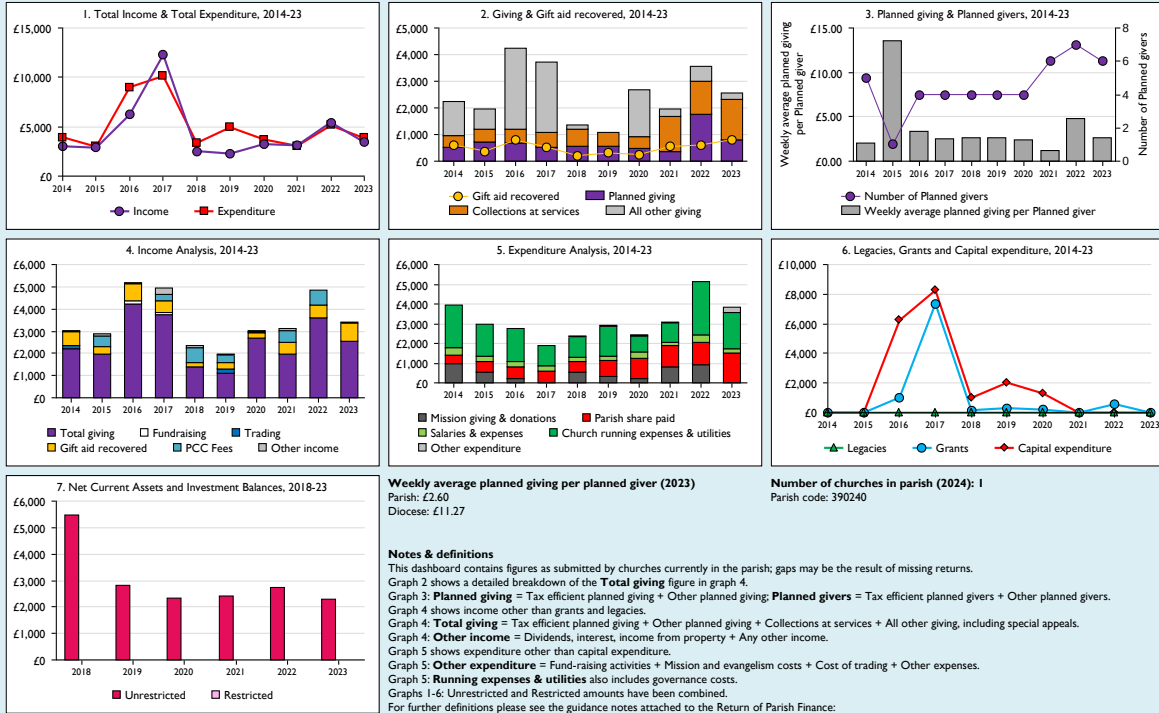 1. Total Income & Total Expenditure, 2014-23
£15,000
£10,000
£5,000
£0
2014 2015 2016 2017 2018 2019 2020 2021 2022 2023
Income Expenditure
2. Giving & Gift aid recovered, 2014-23
£5,000
£4,000
£3,000
£2,000
£1,000
£0
2014 2015 2016 2017 2018 2019 2020 2021 2022 2023
Gift aid recovered Planned giving
Collections at services All other giving
3. Planned giving & Planned givers, 2014-23
Weekly average planned giving
per Planned giver
£15.00
£10.00
£5.00
£0.00
8
6
4
2
0
Number of Planned givers
2014 2015 2016 2017 2018 2019 2020 2021 2022 2023
Number of Planned givers
Weekly average planned giving per Planned giver
4. Income Analysis, 2014-23
£6,000
£5,000
£4,000
£3,000
£2,000
£1,000
£0
2014 2015 2016 2017 2018 2019 2020 2021 2022 2023
Total giving Fundraising Trading
Gift aid recovered PCC Fees Other income
5. Expenditure Analysis, 2014-23
£6,000
£5,000
£4,000
£3,000
£2,000
£1,000
£0
2014 2015 2016 2017 2018 2019 2020 2021 2022 2023
Mission giving & donations Parish share paid
Salaries & expenses Church running expenses & utilities
Other expenditure
6. Legacies, Grants and Capital expenditure, 2014-23
£10,000
£8,000
£6,000
£4,000
£2,000
£0
2014 2015 2016 2017 2018 2019 2020 2021 2022 2023
Legacies Grants Capital expenditure
7. Net Current Assets and Investment Balances, 2018-23
£6,000
£5,000
£4,000
£3,000
£2,000
£1,000
£0
2018 2019 2020 2021 2022 2023
Unrestricted Restricted
Weekly average planned giving per planned giver (2023)
Parish: £2.60
Diocese: £11.27
Number of churches in parish (2024): 1
Parish code: 390240
Notes & definitions
This dashboard contains figures as submitted by churches currently in the parish; gaps may be the result of missing returns.
Graph 2 shows a detailed breakdown of the Total giving figure in graph 4.
Graph 3: Planned giving = Tax efficient planned giving + Other planned giving; Planned givers = Tax efficient planned givers + Other planned givers.
Graph 4 shows income other than grants and legacies.
Graph 4: Total giving = Tax efficient planned giving + Other planned giving + Collections at services + All other giving, including special appeals.
Graph 4: Other income = Dividends, interest, income from property + Any other income.
Graph 5 shows expenditure other than capital expenditure.
Graph 5: Other expenditure = Fund-raising activities + Mission and evangelism costs + Cost of trading + Other expenses.
Graph 5: Running expenses & utilities also includes governance costs.
Graphs 1-6: Unrestricted and Restricted amounts have been combined.
For further definitions please see the guidance notes attached to the Return of Parish Finance: